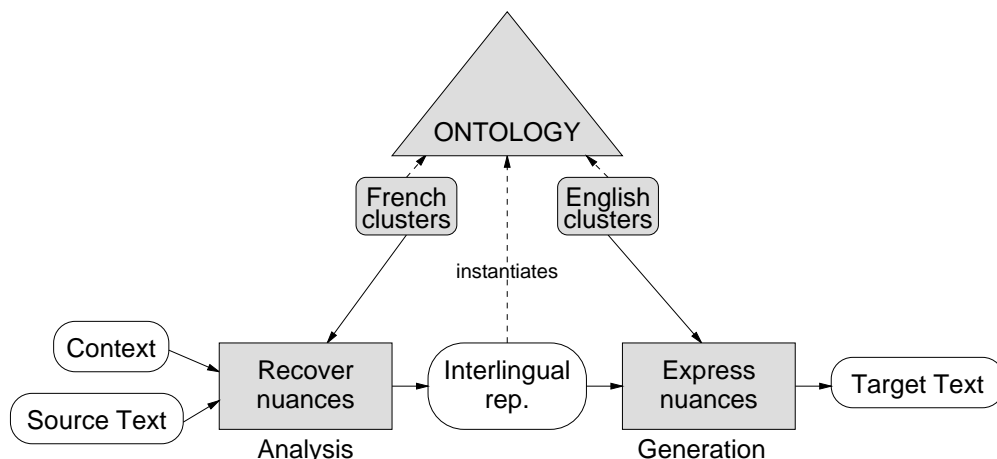 ONTOLOGY
French
clusters
English
clusters
instantiates
Context
Source Text
Recover
nuances
Analysis
Interlingual
rep.
Express
nuances
Generation
Target Text